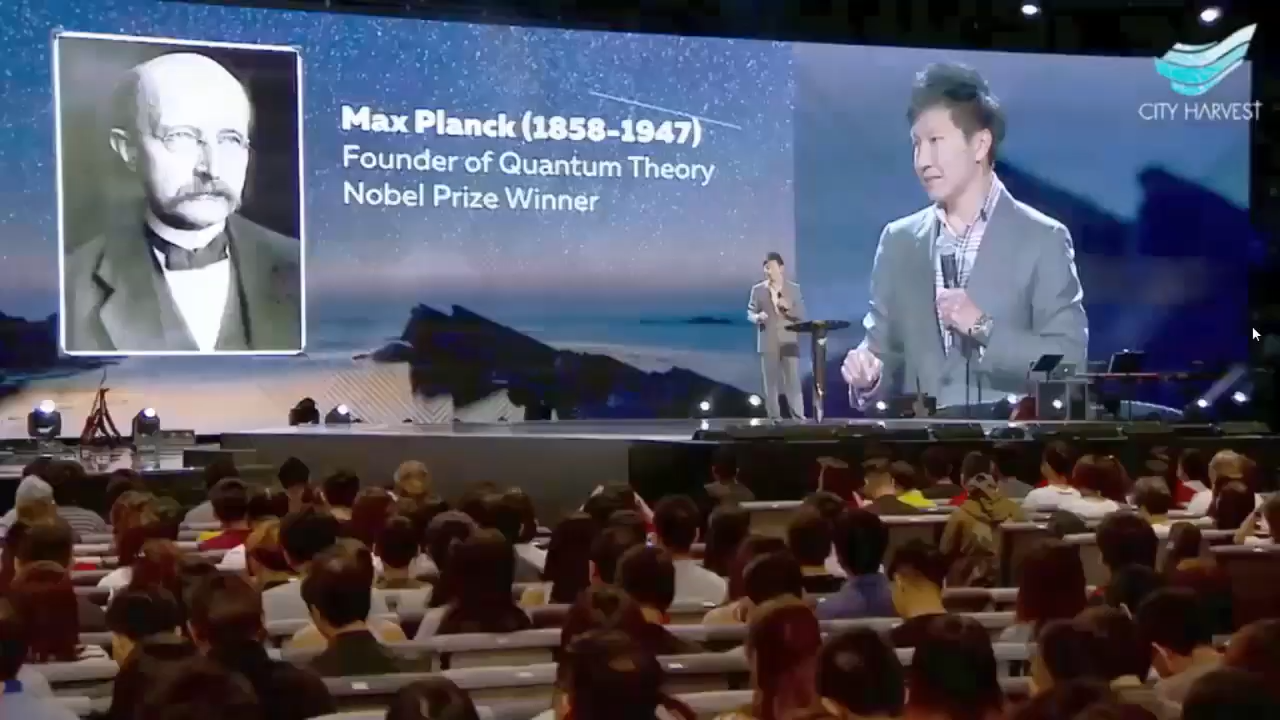 Max Planck (1858-1947)
Founder of Quantum Theory
Nobel Prize Winner
CITY HARVEST